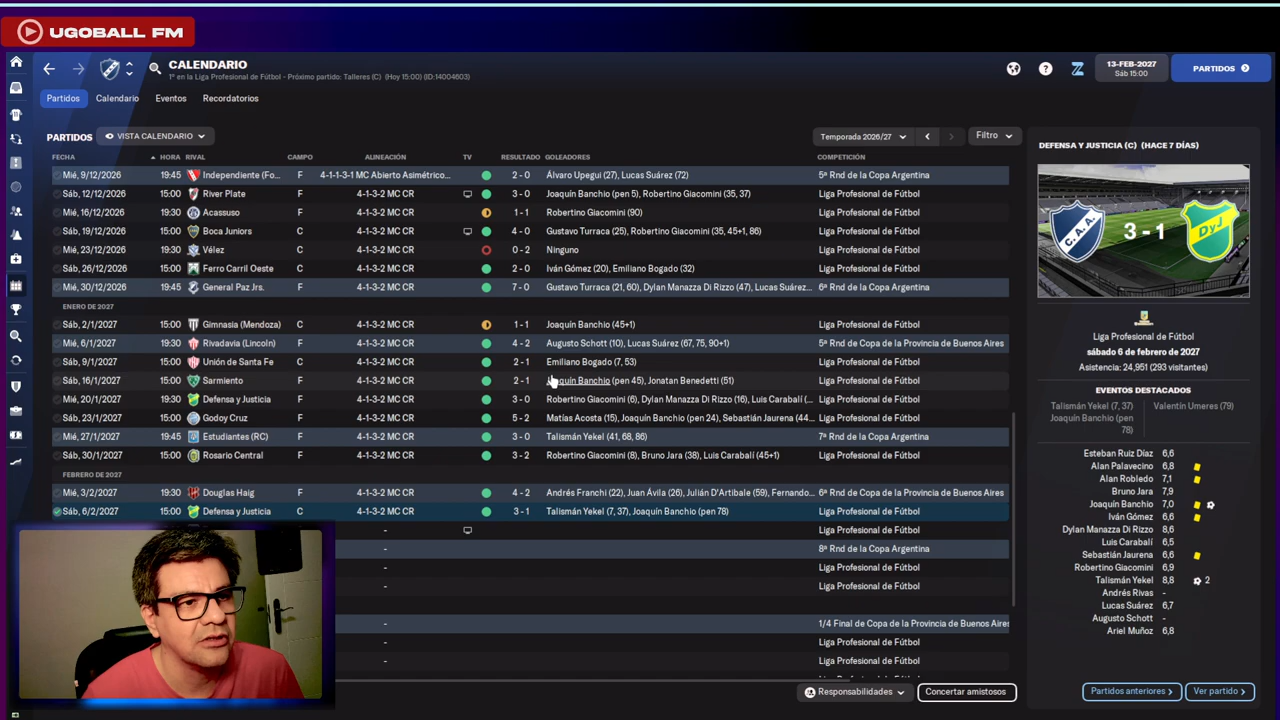 UGOBALL FM
CALENDARIO
1º en la Liga Profesional de Fútbol - Próximo partido: Talleres (C) (Hoy 15:00) (ID:14004603)
13-FEB-2027
Sáb 15:00
PARTIDOS
Partidos Calendario Eventos Recordatorios
PARTIDOS VISTA CALENDARIO Temporada 2026/27 Filtro
FECHA HORA RIVAL CAMPO ALINEACIÓN TV RESULTADO GOLEADORES COMPETICIÓN
Mié, 9/12/2026 19:45 Independiente (Fo... F 4-1-1-3-1 MC Abierto Asimétrico... 2 - 0 Álvaro Upegui (27), Lucas Suárez (72) 5ª Rnd de la Copa Argentina
Sáb, 12/12/2026 15:00 River Plate F 4-1-3-2 MC CR 3 - 0 Joaquín Banchio (pen 5), Robertino Giacomini (35, 37) Liga Profesional de Fútbol
Mié, 16/12/2026 19:30 Acassuso F 4-1-3-2 MC CR 1 - 1 Robertino Giacomini (90) Liga Profesional de Fútbol
Sáb, 19/12/2026 15:00 Boca Juniors C 4-1-3-2 MC CR 4 - 0 Gustavo Turraca (25), Robertino Giacomini (35, 45+1, 86) Liga Profesional de Fútbol
Mié, 23/12/2026 19:30 Vélez C 4-1-3-2 MC CR 0 - 2 Ninguno Liga Profesional de Fútbol
Sáb, 26/12/2026 15:00 Ferro Carril Oeste C 4-1-3-2 MC CR 2 - 0 Iván Gómez (20), Emiliano Bogado (32) Liga Profesional de Fútbol
Mié, 30/12/2026 19:45 General Paz Jrs. F 4-1-3-2 MC CR 7 - 0 Gustavo Turraca (21, 60), Dylan Manazza Di Rizzo (47), Lucas Suárez... 6ª Rnd de la Copa Argentina
ENERO DE 2027
Sáb, 2/1/2027 15:00 Gimnasia (Mendoza) C 4-1-3-2 MC CR 1 - 1 Joaquín Banchio (45+1) Liga Profesional de Fútbol
Mié, 6/1/2027 19:30 Rivadavia (Lincoln) F 4-1-3-2 MC CR 4 - 2 Augusto Schott (10), Lucas Suárez (67, 75, 90+1) 5ª Rnd de Copa de la Provincia de Buenos Aires
Sáb, 9/1/2027 15:00 Unión de Santa Fe C 4-1-3-2 MC CR 2 - 1 Emiliano Bogado (7, 53) Liga Profesional de Fútbol
Sáb, 16/1/2027 15:00 Sarmiento F 4-1-3-2 MC CR 2 - 1 Joaquín Banchio (pen 45), Jonatan Benedetti (51) Liga Profesional de Fútbol
Mié, 20/1/2027 19:30 Defensa y Justicia F 4-1-3-2 MC CR 3 - 0 Robertino Giacomini (6), Dylan Manazza Di Rizzo (16), Luis Carabalí (... Liga Profesional de Fútbol
Sáb, 23/1/2027 15:00 Godoy Cruz F 4-1-3-2 MC CR 5 - 2 Matías Acosta (15), Joaquín Banchio (pen 24), Sebastián Jaurena (44... Liga Profesional de Fútbol
Mié, 27/1/2027 19:45 Estudiantes (RC) F 4-1-3-2 MC CR 3 - 0 Talismán Yekel (41, 68, 86) 7ª Rnd de la Copa Argentina
Sáb, 30/1/2027 15:00 Rosario Central F 4-1-3-2 MC CR 3 - 2 Robertino Giacomini (8), Bruno Jara (38), Luis Carabalí (45+1) Liga Profesional de Fútbol
FEBRERO DE 2027
Mié, 3/2/2027 19:30 Douglas Haig F 4-1-3-2 MC CR 4 - 2 Andrés Franchi (22), Juan Ávila (26), Julián D'Artibale (59), Fernando... 6ª Rnd de Copa de la Provincia de Buenos Aires
Sáb, 6/2/2027 15:00 Defensa y Justicia C 4-1-3-2 MC CR 3 - 1 Talismán Yekel (7, 37), Joaquín Banchio (pen 78) Liga Profesional de Fútbol
- Liga Profesional de Fútbol
- 8ª Rnd de la Copa Argentina
- Liga Profesional de Fútbol
- Liga Profesional de Fútbol
- 1/4 Final de Copa de la Provincia de Buenos Aires
- Liga Profesional de Fútbol
- Liga Profesional de Fútbol
Responsabilidades Concertar amistosos
DEFENSA Y JUSTICIA (C) (HACE 7 DÍAS)
C.A.A.
3 - 1
DyJ
Liga Profesional de Fútbol
sábado 6 de febrero de 2027
Asistencia: 24,951 (293 visitantes)
EVENTOS DESTACADOS
Talismán Yekel (7, 37) Valentín Umeres (79)
Joaquín Banchio (pen
78)
Esteban Ruiz Díaz 6,6
Alan Palavecino 6,8
Alan Robledo 7,1
Bruno Jara 7,9
Joaquín Banchio 7,0
Iván Gómez 6,6
Dylan Manazza Di Rizzo 8,6
Luis Carabalí 6,5
Sebastián Jaurena 6,6
Robertino Giacomini 6,9
Talismán Yekel 8,8 2
Andrés Rivas -
Lucas Suárez 6,7
Augusto Schott -
Ariel Muñoz 6,8
Partidos anteriores Ver partido